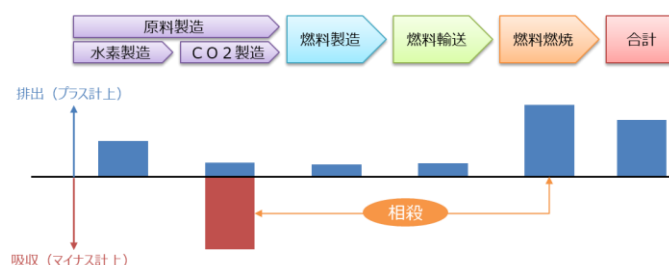 原料製造
水素製造
CO2製造
燃料製造
燃料輸送
燃料燃焼
合計
排出（プラス計上）
相殺
吸収（マイナス計上）